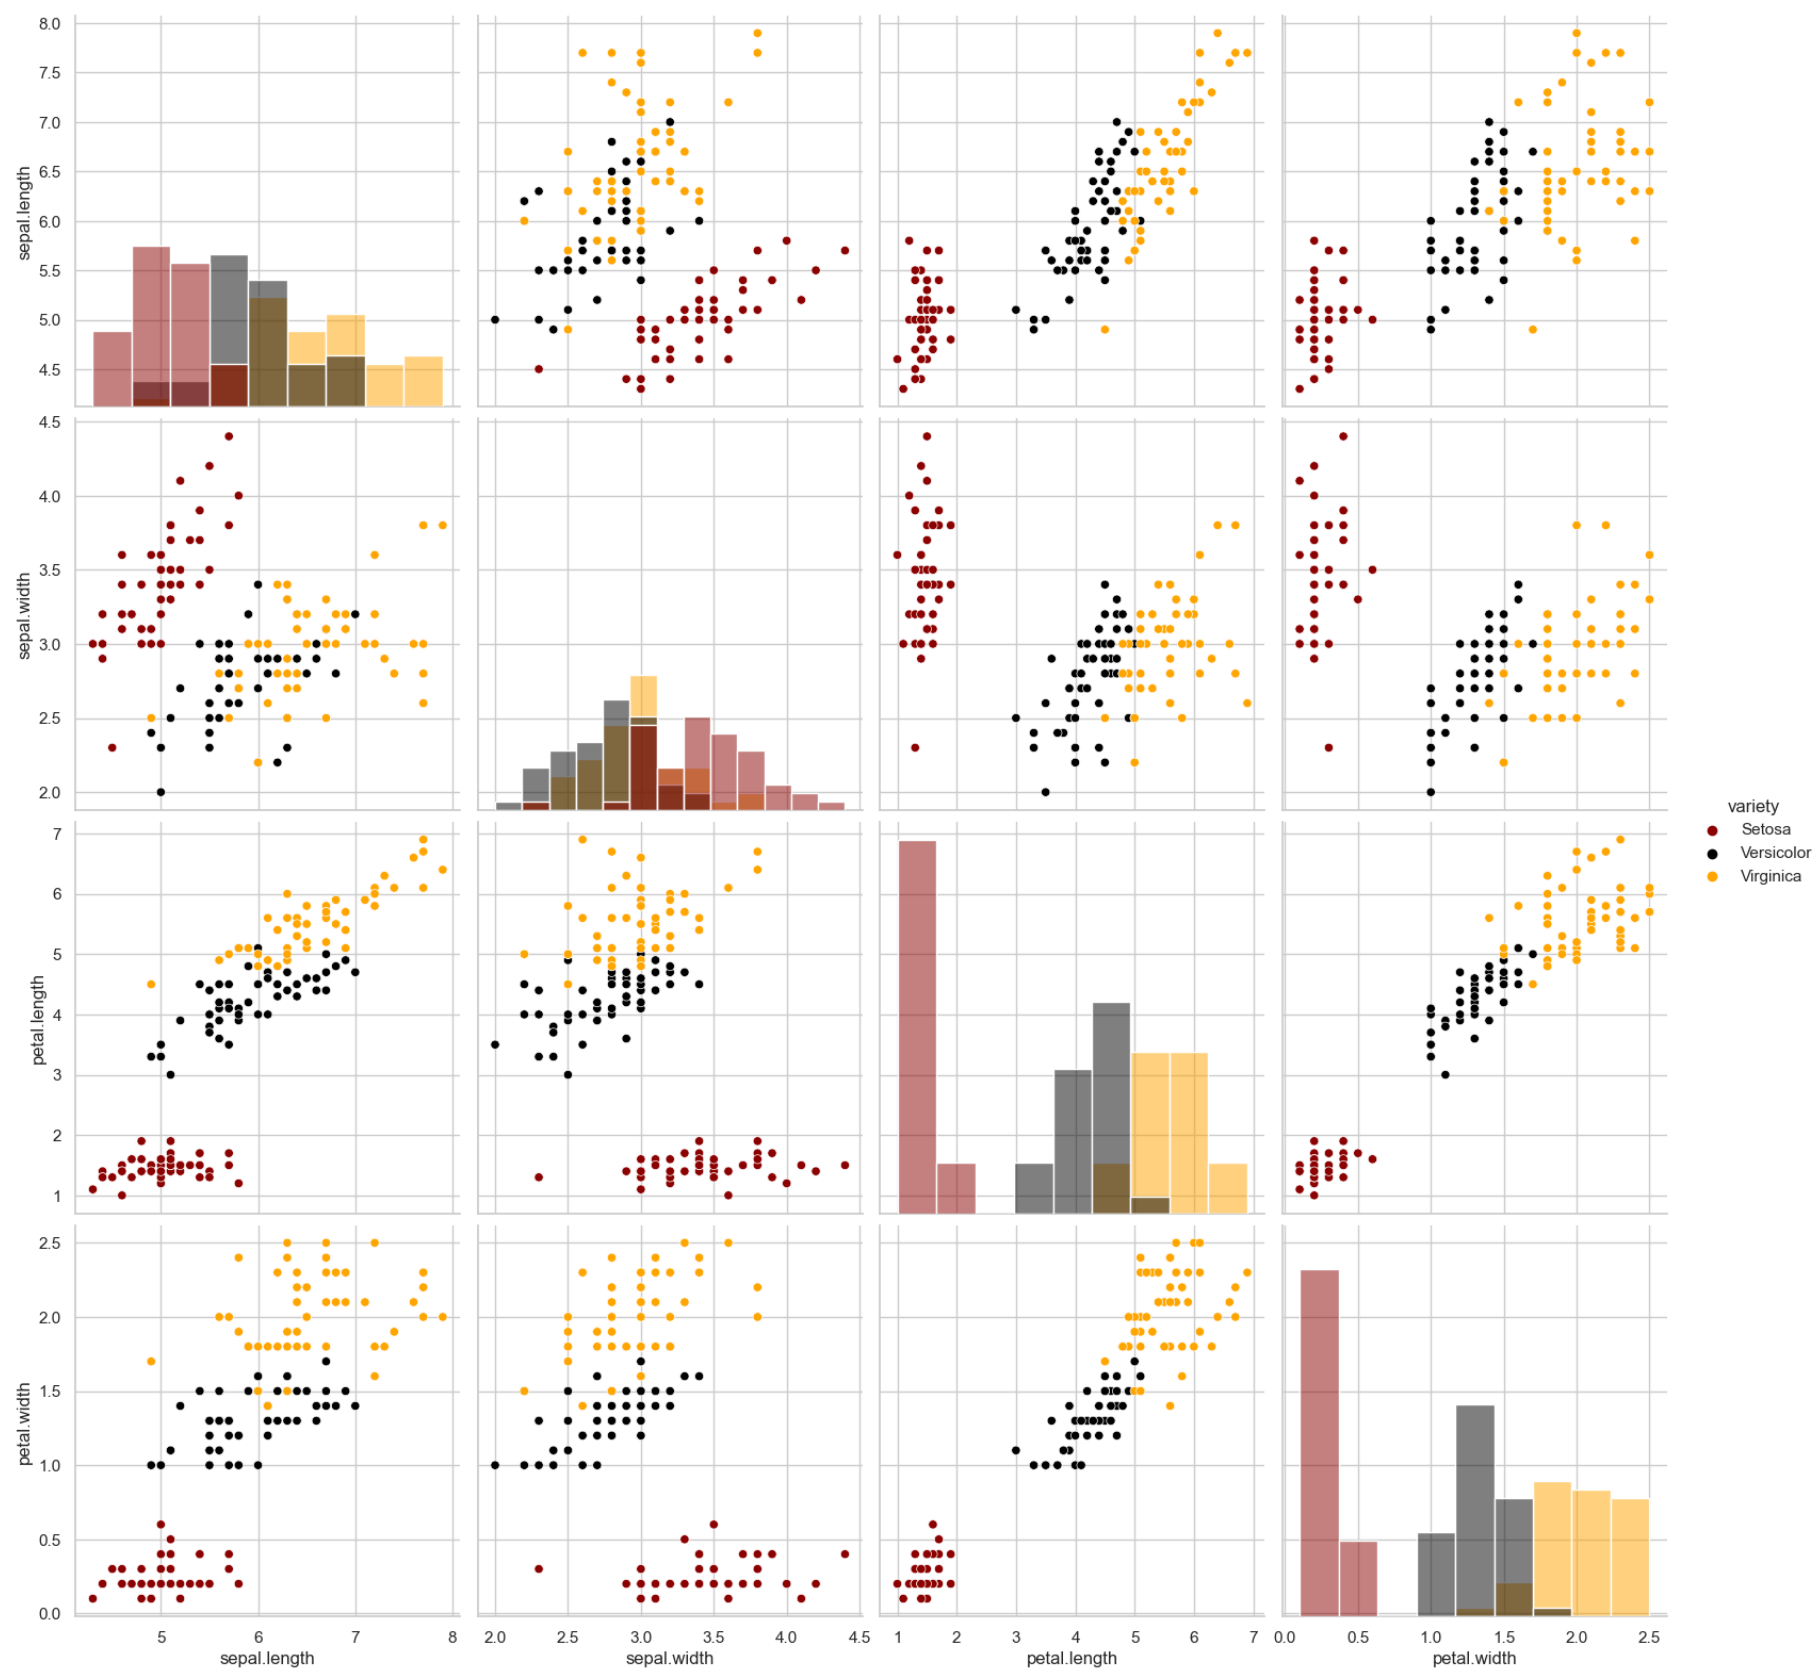 8.0
7.5
7.0
6.5
6.0
5.5
5.0
4.5
sepal.length
4.5
4.0
3.5
3.0
2.5
2.0
sepal.width
variety
Setosa
Versicolor
Virginica
7
6
5
4
3
2
1
petal.length
2.5
2.0
1.5
1.0
0.5
0.0
petal.width
5 6 7 8
sepal.length
2.0 2.5 3.0 3.5 4.0 4.5
sepal.width
1 2 3 4 5 6 7
petal.length
0.0 0.5 1.0 1.5 2.0 2.5
petal.width